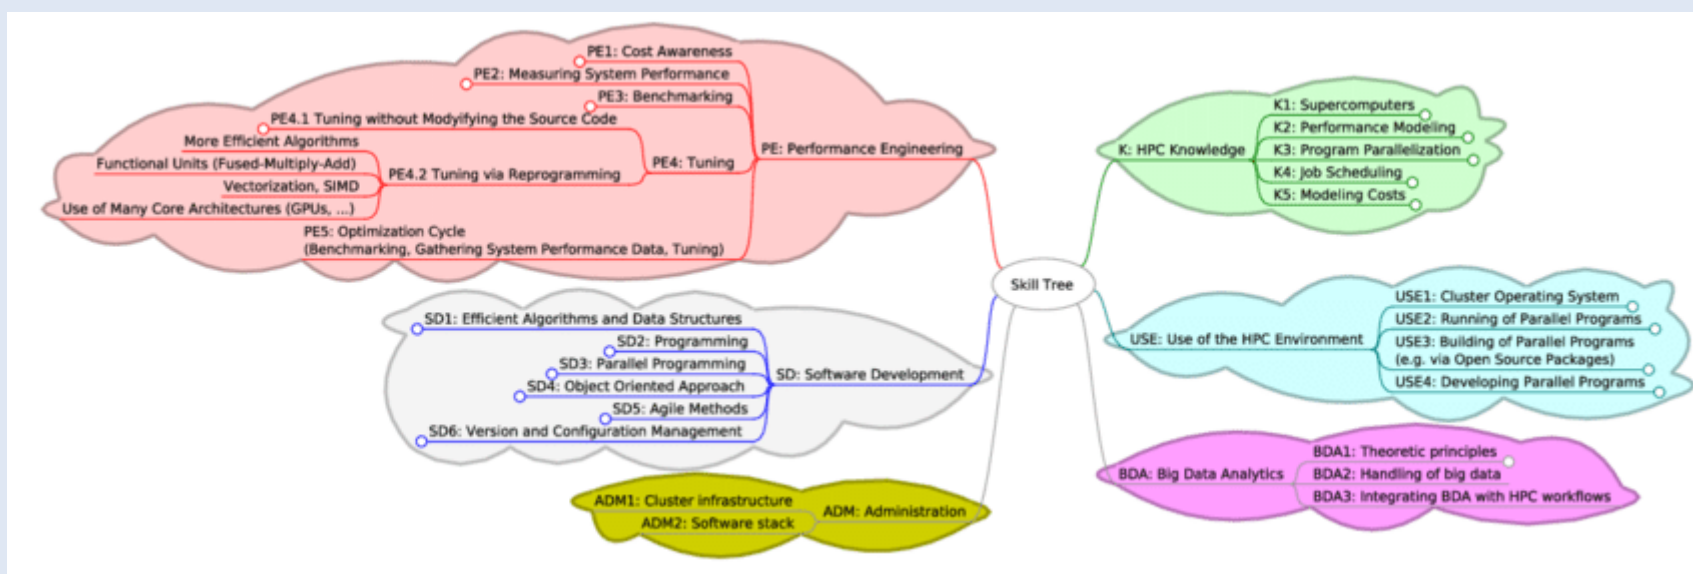 PE1: Cost Awareness
PE2: Measuring System Performance
PE3: Benchmarking
PE4.1 Tuning without Modyifying the Source Code
More Efficient Algorithms
Functional Units (Fused-Multiply-Add)
Vectorization, SIMD
Use of Many Core Architectures (GPUs, ...)
PE4.2 Tuning via Reprogramming
PE4: Tuning
PE5: Optimization Cycle
(Benchmarking, Gathering System Performance Data, Tuning)
PE: Performance Engineering
SD1: Efficient Algorithms and Data Structures
SD2: Programming
SD3: Parallel Programming
SD4: Object Oriented Approach
SD5: Agile Methods
SD6: Version and Configuration Management
SD: Software Development
ADM1: Cluster infrastructure
ADM2: Software stack
ADM: Administration
Skill Tree
K: HPC Knowledge
K1: Supercomputers
K2: Performance Modeling
K3: Program Parallelization
K4: Job Scheduling
K5: Modeling Costs
USE: Use of the HPC Environment
USE1: Cluster Operating System
USE2: Running of Parallel Programs
USE3: Building of Parallel Programs
(e.g. via Open Source Packages)
USE4: Developing Parallel Programs
BDA: Big Data Analytics
BDA1: Theoretic principles
BDA2: Handling of big data
BDA3: Integrating BDA with HPC workflows